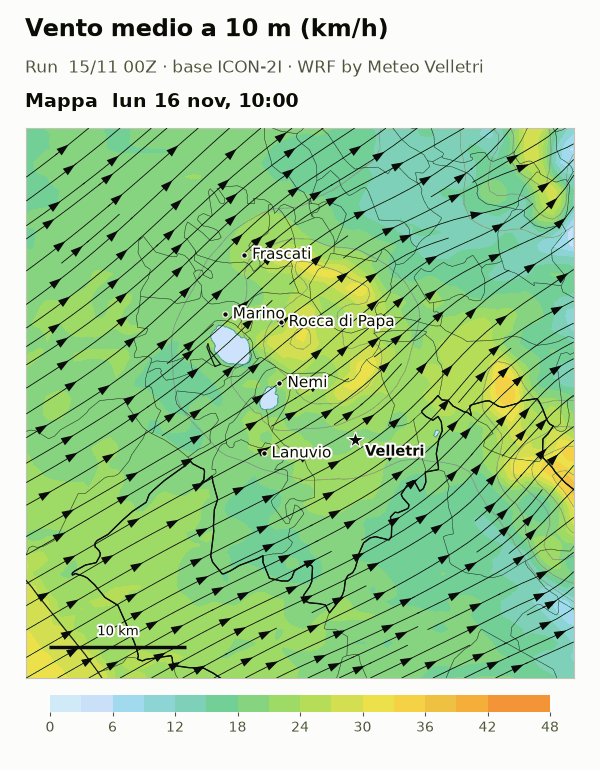 Vento medio a 10 m (km/h)
Run 15/11 00Z · base ICON-2I · WRF by Meteo Velletri
Mappa lun 16 nov, 10:00
Frascati
Marino
Rocca di Papa
Nemi
Velletri
Lanuvio
10 km
0 6 12 18 24 30 36 42 48